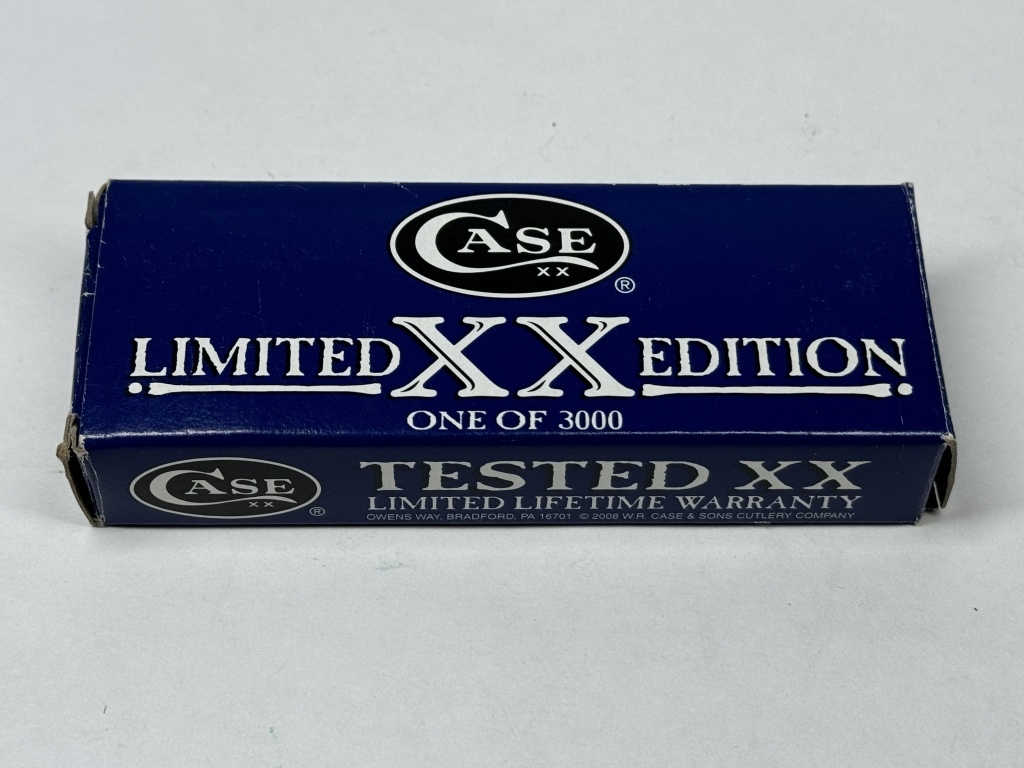 CASE
XX
®
LIMITED XX EDITION
ONE OF 3000
CASE
XX
®
TESTED XX
LIMITED LIFETIME WARRANTY
OWENS WAY, BRADFORD, PA 16701 © 2008 W.R. CASE & SONS CUTLERY COMPANY